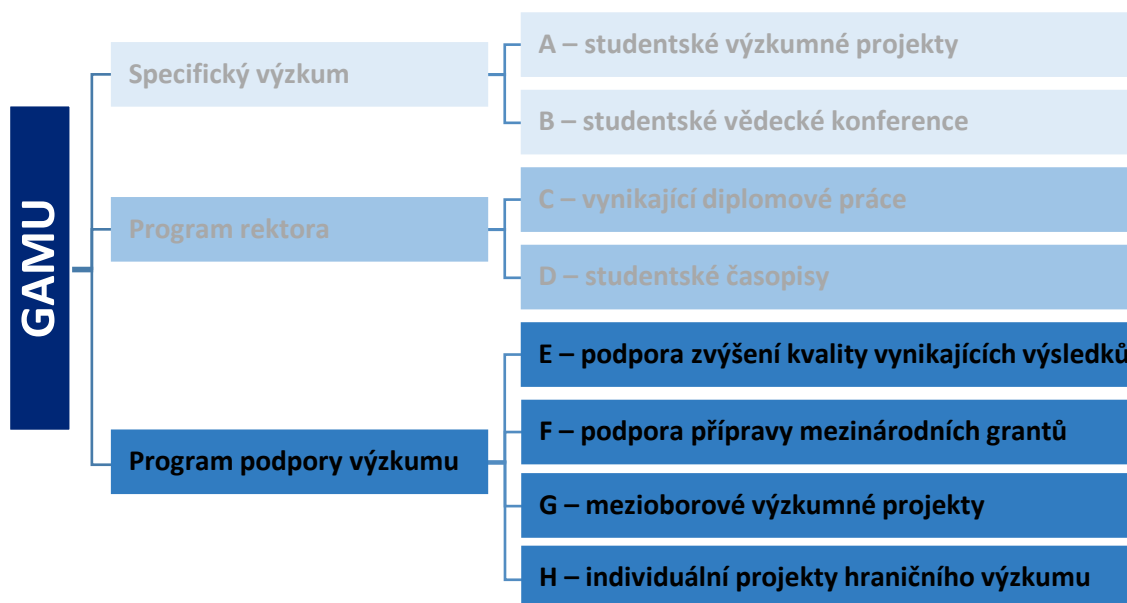 GAMU
Specifický výzkum
A – studentské výzkumné projekty
B – studentské vědecké konference
Program rektora
C – vynikající diplomové práce
D – studentské časopisy
Program podpory výzkumu
E – podpora zvýšení kvality vynikajících výsledků
F – podpora přípravy mezinárodních grantů
G – mezioborové výzkumné projekty
H – individuální projekty hraničního výzkumu